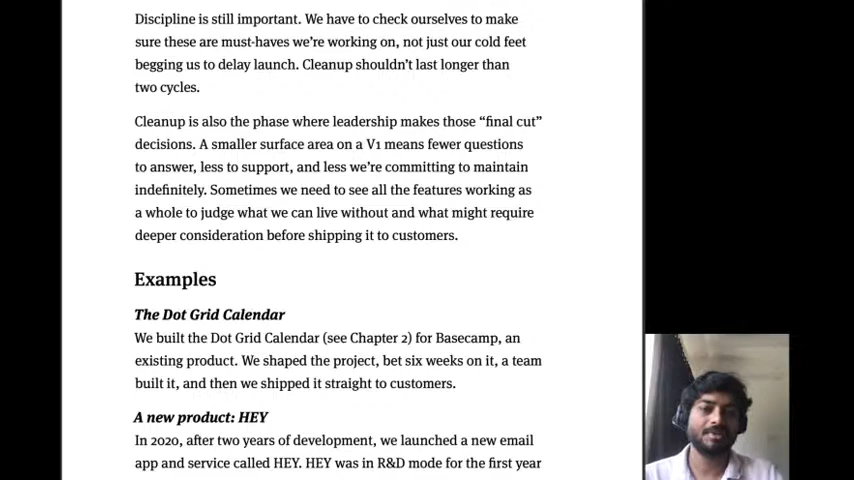 Discipline is still important. We have to check ourselves to make
sure these are must-haves we’re working on, not just our cold feet
begging us to delay launch. Cleanup shouldn’t last longer than
two cycles.
Cleanup is also the phase where leadership makes those “final cut”
decisions. A smaller surface area on a V1 means fewer questions
to answer, less to support, and less we’re committing to maintain
indefinitely. Sometimes we need to see all the features working as
a whole to judge what we can live without and what might require
deeper consideration before shipping it to customers.
Examples
The Dot Grid Calendar
We built the Dot Grid Calendar (see Chapter 2) for Basecamp, an
existing product. We shaped the project, bet six weeks on it, a team
built it, and then we shipped it straight to customers.
A new product: HEY
In 2020, after two years of development, we launched a new email
app and service called HEY. HEY was in R&D mode for the first year